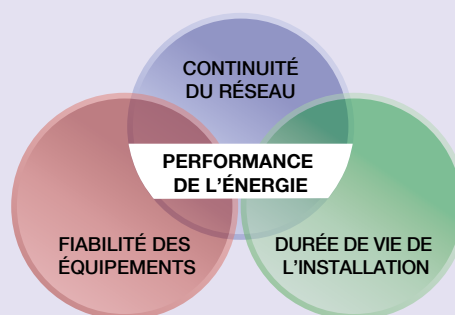 CONTINUITÉ
DU RÉSEAU
PERFORMANCE
DE L'ÉNERGIE
FIABILITÉ DES
ÉQUIPEMENTS
DURÉE DE VIE DE
L'INSTALLATION